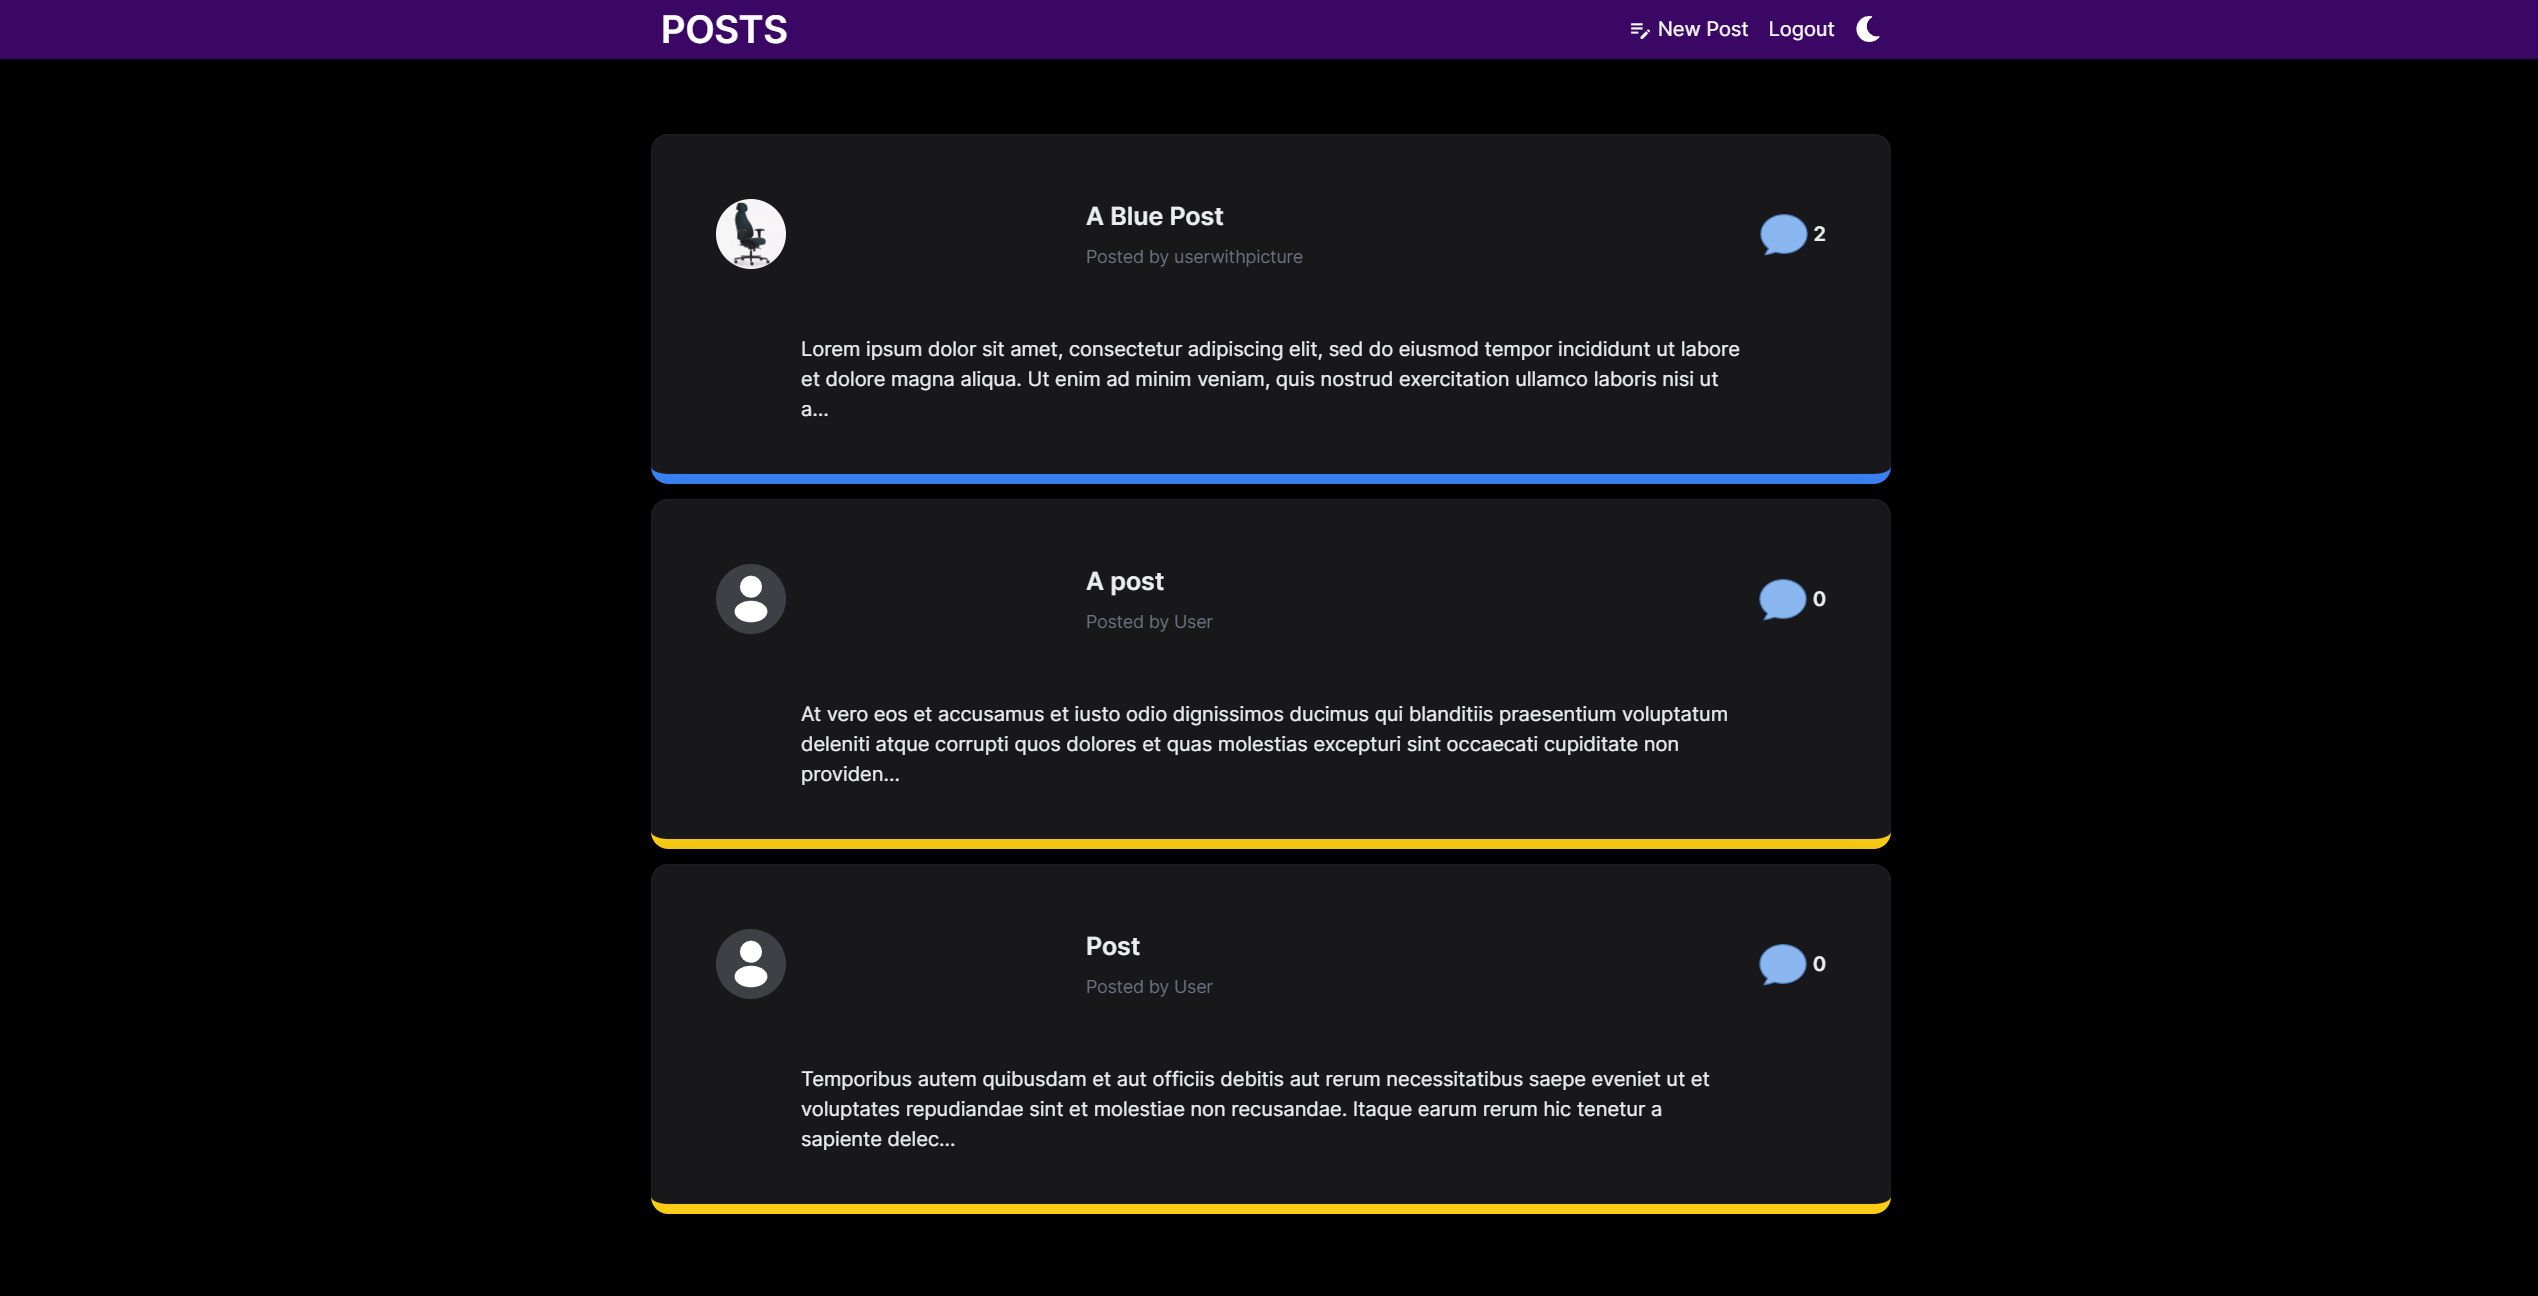 POSTS
New Post
Logout
A Blue Post
Posted by userwithpicture
2
Lorem ipsum dolor sit amet, consectetur adipiscing elit, sed do eiusmod tempor incididunt ut labore
et dolore magna aliqua. Ut enim ad minim veniam, quis nostrud exercitation ullamco laboris nisi ut
a...
A post
Posted by User
0
At vero eos et accusamus et iusto odio dignissimos ducimus qui blanditiis praesentium voluptatum
deleniti atque corrupti quos dolores et quas molestias excepturi sint occaecati cupiditate non
providen...
Post
Posted by User
0
Temporibus autem quibusdam et aut officiis debitis aut rerum necessitatibus saepe eveniet ut et
voluptates repudiandae sint et molestiae non recusandae. Itaque earum rerum hic tenetur a
sapiente delec...